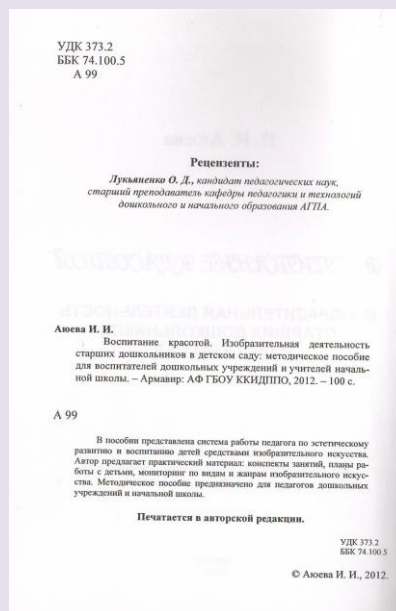 УДК 373.2
ББК 74.100.5
А 99
Рецензенты:
Лукьяненко О. Д., кандидат педагогических наук,
старший преподаватель кафедры педагогики и технологий
дошкольного и начального образования АГПА.
Аюева И. И.
Воспитание красотой. Изобразительная деятельность
старших дошкольников в детском саду: методическое пособие
для воспитателей дошкольных учреждений и учителей началь-
ной школы. – Армавир: АФ ГБОУ ККИДППО, 2012. – 100 с.
А 99
В пособии представлена система работы педагога по эстетическому
развитию и воспитанию детей средствами изобразительного искусства.
Автор предлагает практический материал: конспекты занятий, планы ра-
боты с детьми, мониторинг по видам и жанрам изобразительного искус-
ства. Методическое пособие предназначено для педагогов дошкольных
учреждений и начальной школы.
Печатается в авторской редакции.
УДК 373.2
ББК 74.100.5
© Аюева И. И., 2012.